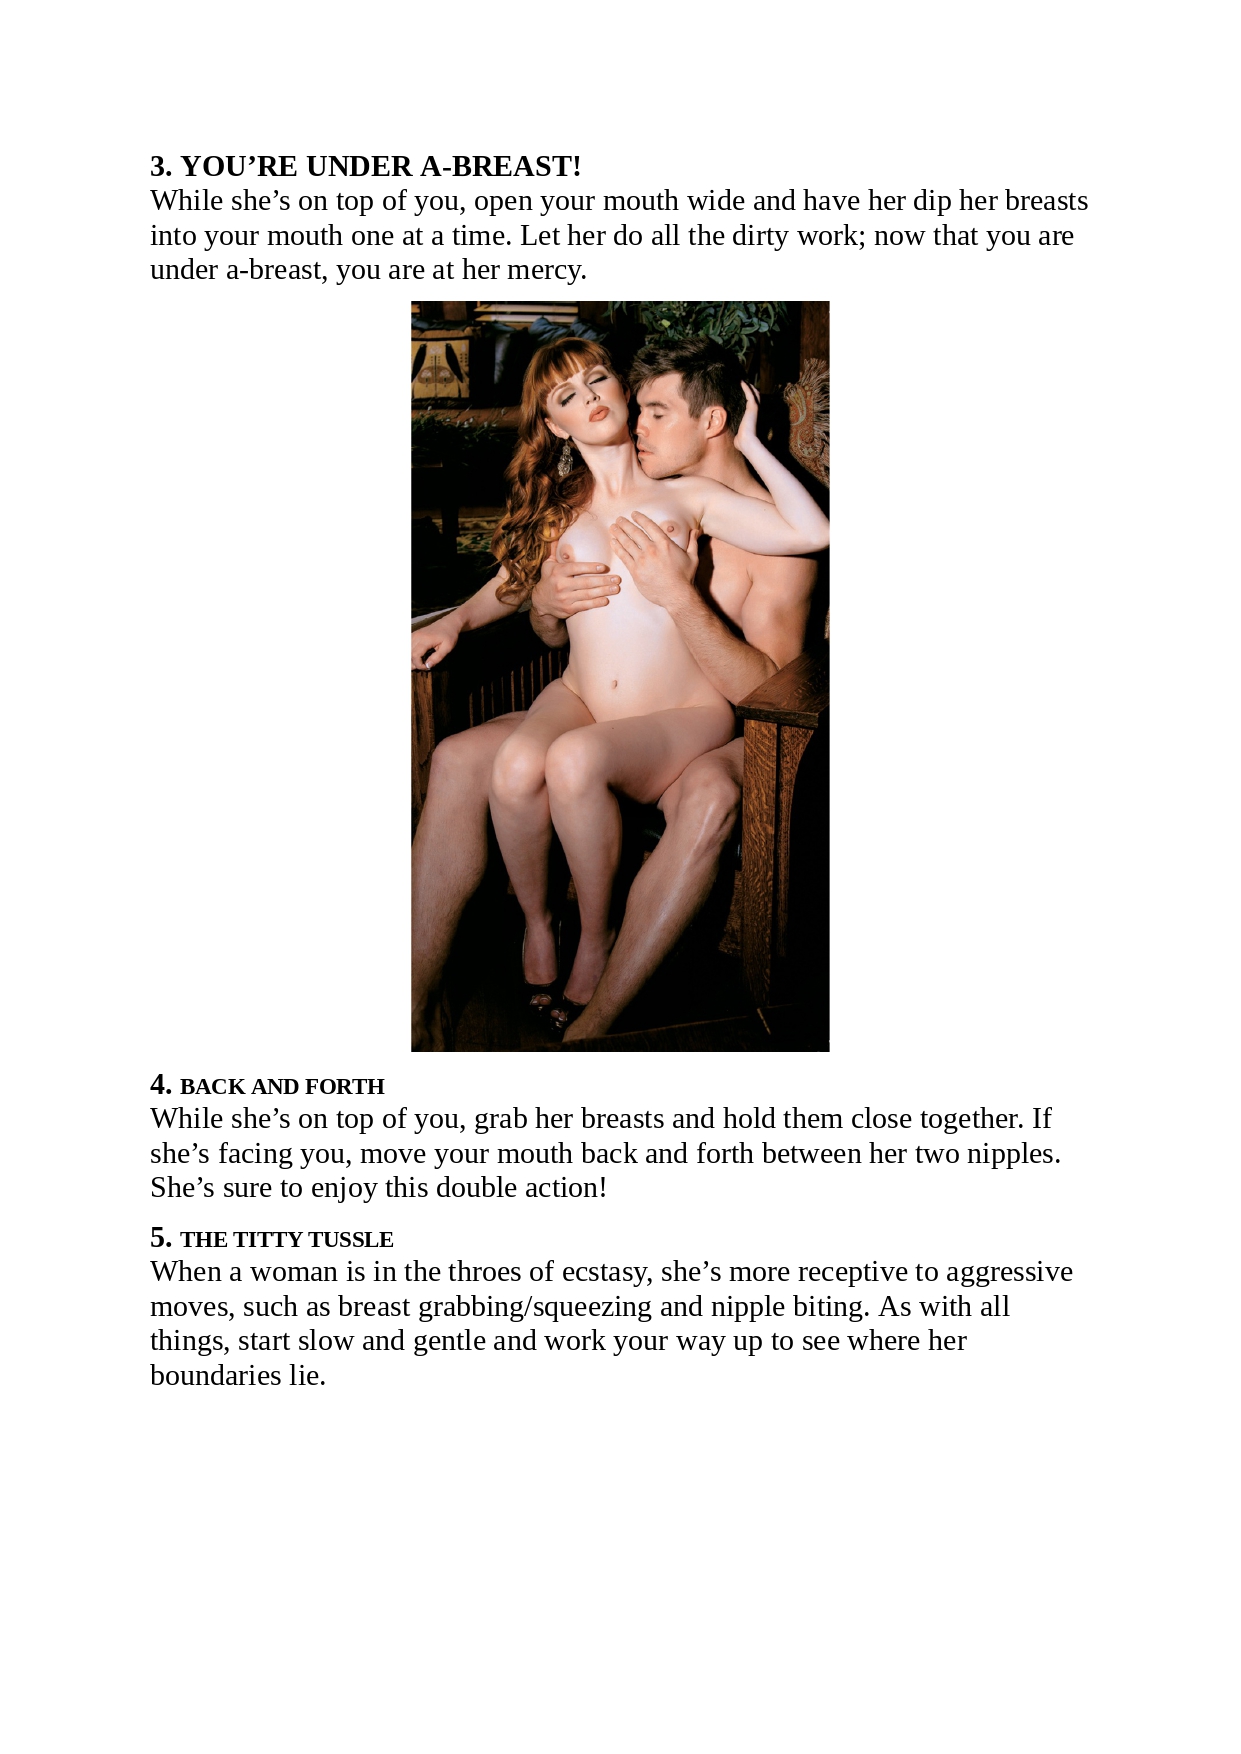 3. YOU’RE UNDER A-BREAST!
While she’s on top of you, open your mouth wide and have her dip her breasts
into your mouth one at a time. Let her do all the dirty work; now that you are
under a-breast, you are at her mercy.
4. BACK AND FORTH
While she’s on top of you, grab her breasts and hold them close together. If
she’s facing you, move your mouth back and forth between her two nipples.
She’s sure to enjoy this double action!
5. THE TITTY TUSSLE
When a woman is in the throes of ecstasy, she’s more receptive to aggressive
moves, such as breast grabbing/squeezing and nipple biting. As with all
things, start slow and gentle and work your way up to see where her
boundaries lie.